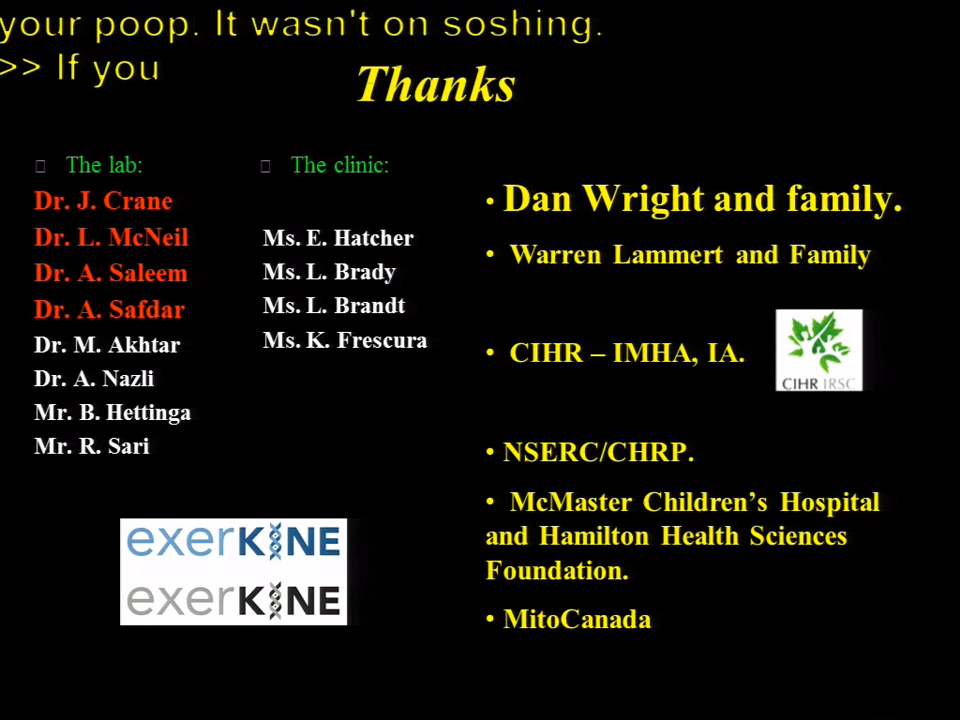 your poop. It wasn't on soshing.
>> If you
Thanks
The lab:
Dr. J. Crane
Dr. L. McNeil
Dr. A. Saleem
Dr. A. Safdar
Dr. M. Akhtar
Dr. A. Nazli
Mr. B. Hettinga
Mr. R. Sari
The clinic:
Ms. E. Hatcher
Ms. L. Brady
Ms. L. Brandt
Ms. K. Frescura
• Dan Wright and family.
• Warren Lammert and Family
• CIHR – IMHA, IA.
CIHR IRSC
• NSERC/CHRP.
• McMaster Children’s Hospital
and Hamilton Health Sciences
Foundation.
• MitoCanada
exerKINE
exerKINE